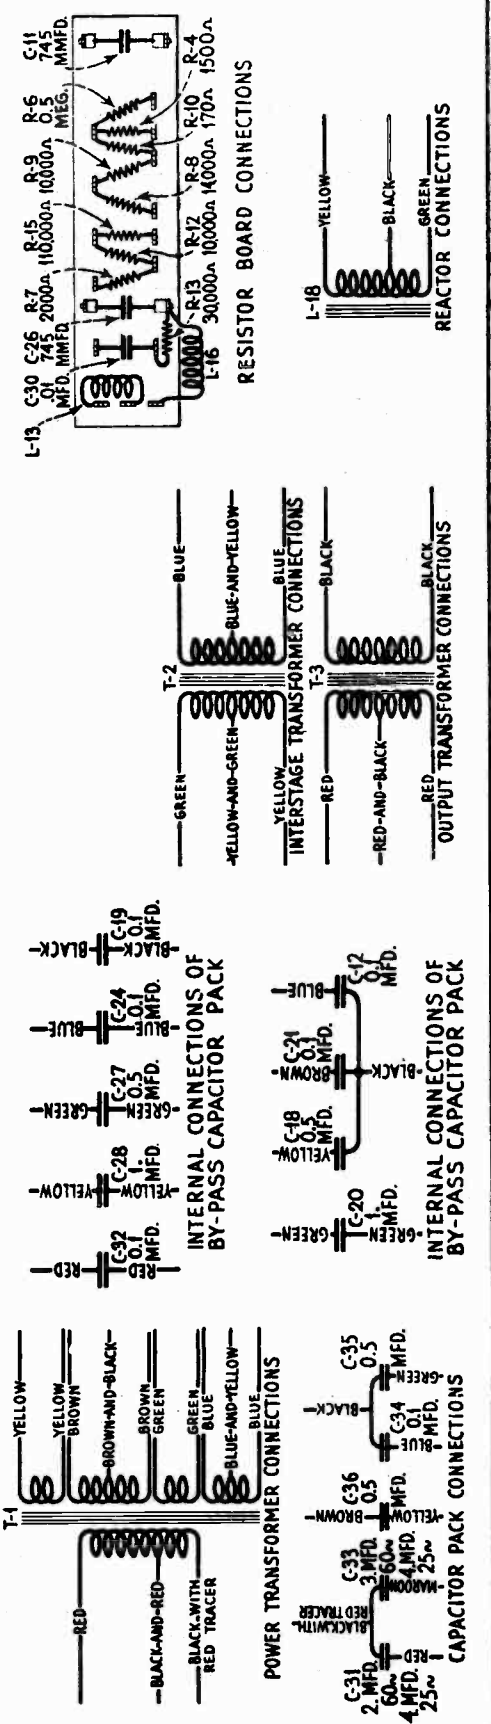 T-1
RED
BLACK-AND-RED
BLACK-WITH
RED TRACER
YELLOW
YELLOW
BROWN
BROWN-AND-BLACK
BROWN
GREEN
GREEN
BLUE
BLUE-AND-YELLOW
BLUE
POWER TRANSFORMER CONNECTIONS
C-31
2. MFD.
60~
4. MFD.
25~
RED
BLACK WITH
RED TRACER
C-33
3. MFD.
60~
4. MFD.
25~
MAROON
C-36
0.5
MFD.
BROWN
YELLOW
BLACK
C-34
0.1
MFD.
BLUE
C-35
0.5
MFD.
GREEN
CAPACITOR PACK CONNECTIONS
RED
C-32
0.1
MFD.
RED
YELLOW
C-28
1.
MFD.
YELLOW
GREEN
C-27
0.5
MFD.
GREEN
BLUE
C-24
0.1
MFD.
BLUE
BLACK
C-19
0.1
MFD.
BLACK
INTERNAL CONNECTIONS OF
BY-PASS CAPACITOR PACK
GREEN
C-20
1.
MFD.
GREEN
YELLOW
C-18
0.5
MFD.
BROWN
C-21
0.1
MFD.
BLUE
C-12
0.1
MFD.
BLACK
INTERNAL CONNECTIONS OF
BY-PASS CAPACITOR PACK
T-2
GREEN
YELLOW-AND-GREEN
YELLOW
BLUE
BLUE-AND-YELLOW
BLUE
INTERSTAGE TRANSFORMER CONNECTIONS
T-3
RED
RED-AND-BLACK
RED
BLACK
BLACK
OUTPUT TRANSFORMER CONNECTIONS
L-13
C-30
.01
MFD.
C-26
745
MMFD.
R-7
2000Ω
R-15
110,000Ω
R-9
10,000Ω
R-6
0.5
MEG.
C-11
745
MMFD.
L-16
R-13
30,000Ω
R-12
10,000Ω
R-8
14,000Ω
R-10
170Ω
R-4
1500Ω
RESISTOR BOARD CONNECTIONS
L-18
YELLOW
BLACK
GREEN
REACTOR CONNECTIONS